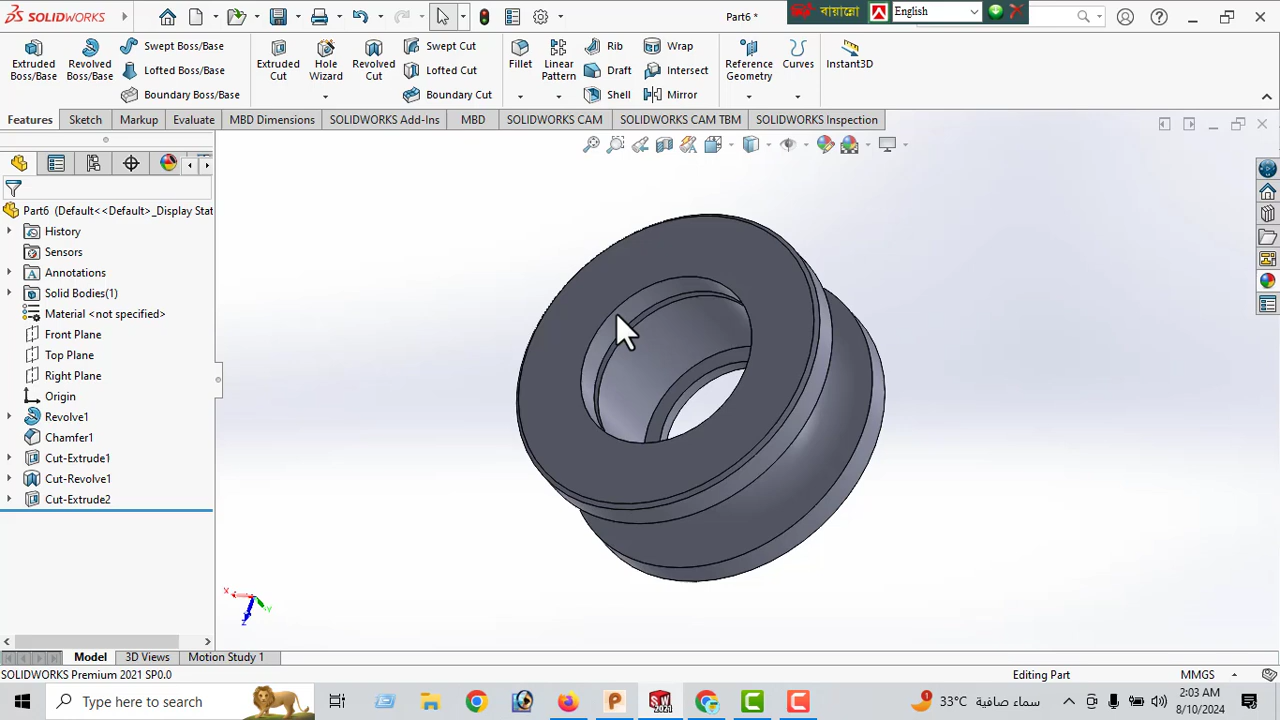 SOLIDWORKS
Part6 *
বায়ান্নো
English
Extruded Boss/Base
Revolved Boss/Base
Swept Boss/Base
Lofted Boss/Base
Boundary Boss/Base
Extruded Cut
Hole Wizard
Revolved Cut
Swept Cut
Lofted Cut
Boundary Cut
Fillet
Linear Pattern
Rib
Draft
Shell
Wrap
Intersect
Mirror
Reference Geometry
Curves
Instant3D
Features
Sketch
Markup
Evaluate
MBD Dimensions
SOLIDWORKS Add-Ins
MBD
SOLIDWORKS CAM
SOLIDWORKS CAM TBM
SOLIDWORKS Inspection
Part6 (Default<<Default>_Display Stat
History
Sensors
Annotations
Solid Bodies(1)
Material <not specified>
Front Plane
Top Plane
Right Plane
Origin
Revolve1
Chamfer1
Cut-Extrude1
Cut-Revolve1
Cut-Extrude2
X
Y
Z
Model
3D Views
Motion Study 1
SOLIDWORKS Premium 2021 SP0.0
Editing Part
MMGS
Type here to search
33°C
سماء صافية
2:03 AM
8/10/2024